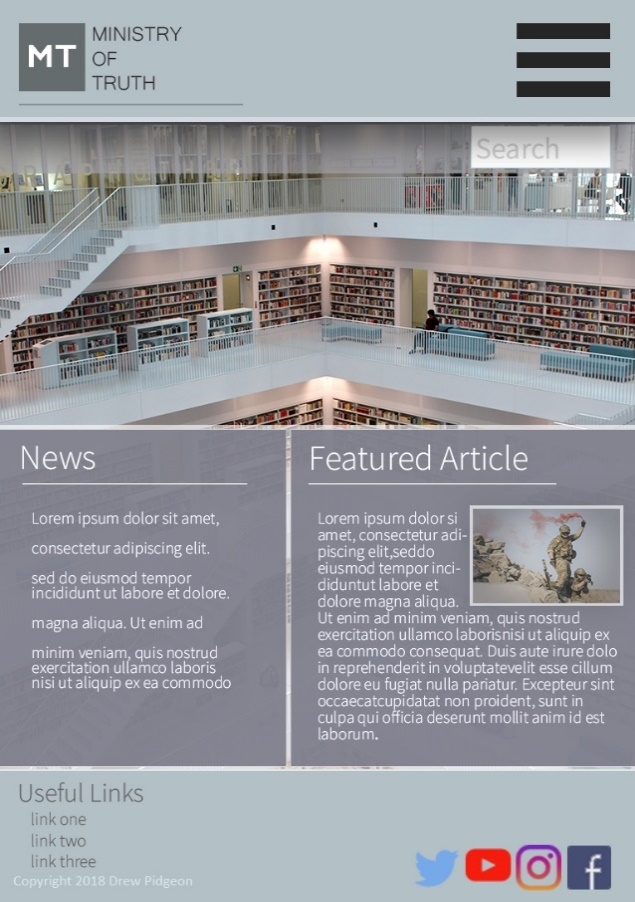 MT
MINISTRY
OF
TRUTH
Search
News
Lorem ipsum dolor sit amet,
consectetur adipiscing elit.
sed do eiusmod tempor
incididunt ut labore et dolore.
magna aliqua. Ut enim ad
minim veniam, quis nostrud
exercitation ullamco laboris
nisi ut aliquip ex ea commodo
Featured Article
Lorem ipsum dolor si
amet, consectetur adi-
piscing elit,seddo
eiusmod tempor inci-
diduntut labore et
dolore magna aliqua.
Ut enim ad minim veniam, quis nostrud
exercitation ullamco laborisnisi ut aliquip ex
ea commodo consequat. Duis aute irure dolo
in reprehenderit in voluptatevelit esse cillum
dolore eu fugiat nulla pariatur. Excepteur sint
occaecatcupidatat non proident, sunt in
culpa qui officia deserunt mollit anim id est
laborum.
Useful Links
link one
link two
link three
Copyright 2018 Drew Pidgeon